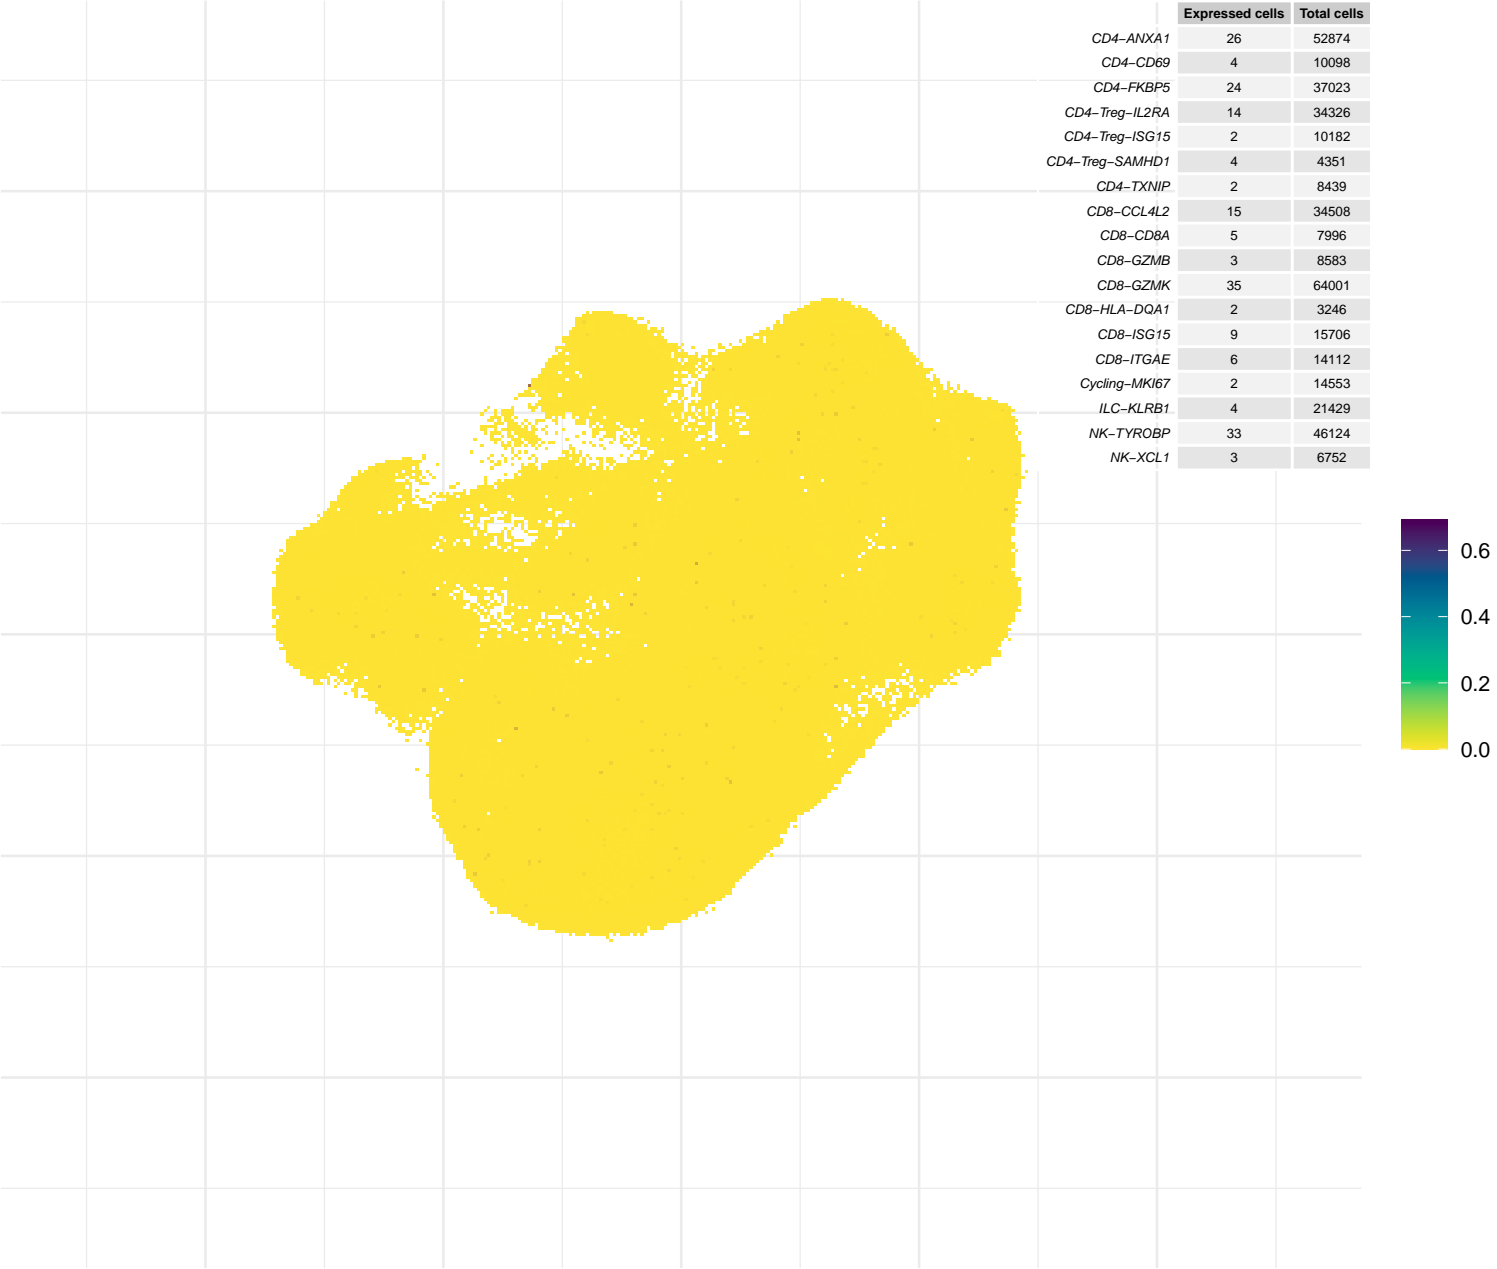 Expressed cells Total cells
CD4−ANXA1 26 52874
CD4−CD69 4 10098
CD4−FKBP5 24 37023
CD4−Treg−IL2RA 14 34326
CD4−Treg−ISG15 2 10182
CD4−Treg−SAMHD1 4 4351
CD4−TXNIP 2 8439
CD8−CCL4L2 15 34508
CD8−CD8A 5 7996
CD8−GZMB 3 8583
CD8−GZMK 35 64001
CD8−HLA−DQA1 2 3246
CD8−ISG15 9 15706
CD8−ITGAE 6 14112
Cycling−MKI67 2 14553
ILC−KLRB1 4 21429
NK−TYROBP 33 46124
NK−XCL1 3 6752
0.6
0.4
0.2
0.0